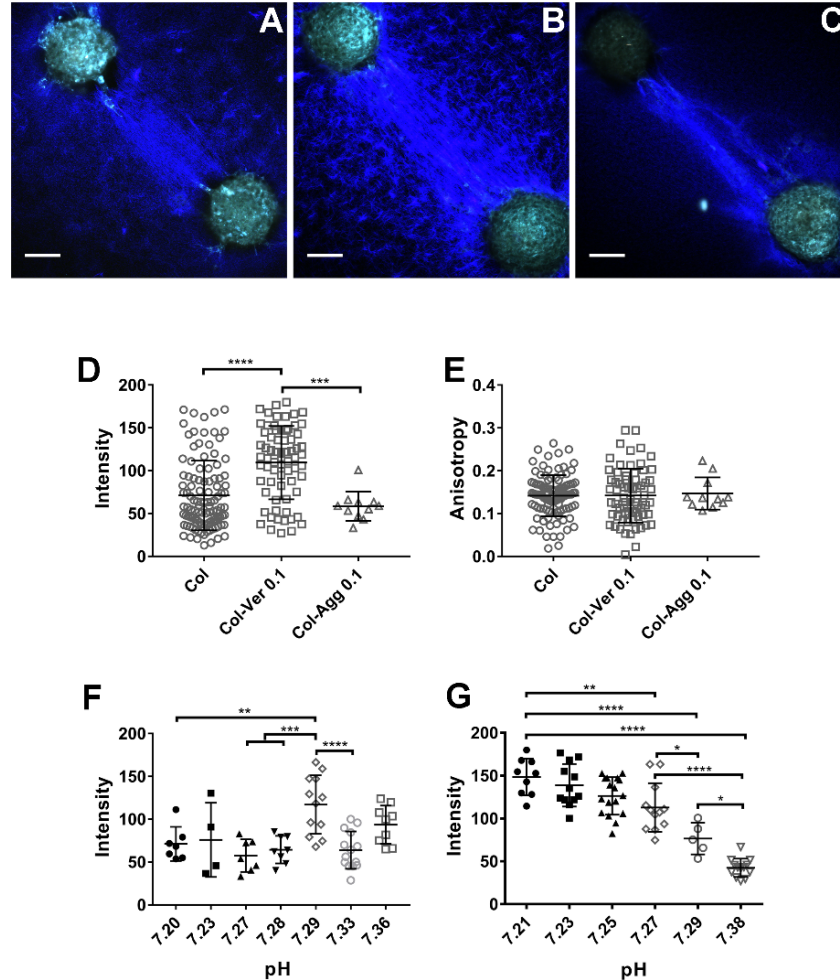 A
B
C
D
200
150
100
50
0
Intensity
****
***
Col
Col-Ver 0.1
Col-Agg 0.1
E
0.4
0.3
0.2
0.1
0.0
Anisotropy
Col
Col-Ver 0.1
Col-Agg 0.1
F
200
150
100
50
0
Intensity
**
***
****
7.20
7.23
7.27
7.28
7.29
7.33
7.36
pH
G
200
150
100
50
0
Intensity
**
****
****
*
****
*
7.21
7.23
7.25
7.27
7.29
7.38
pH